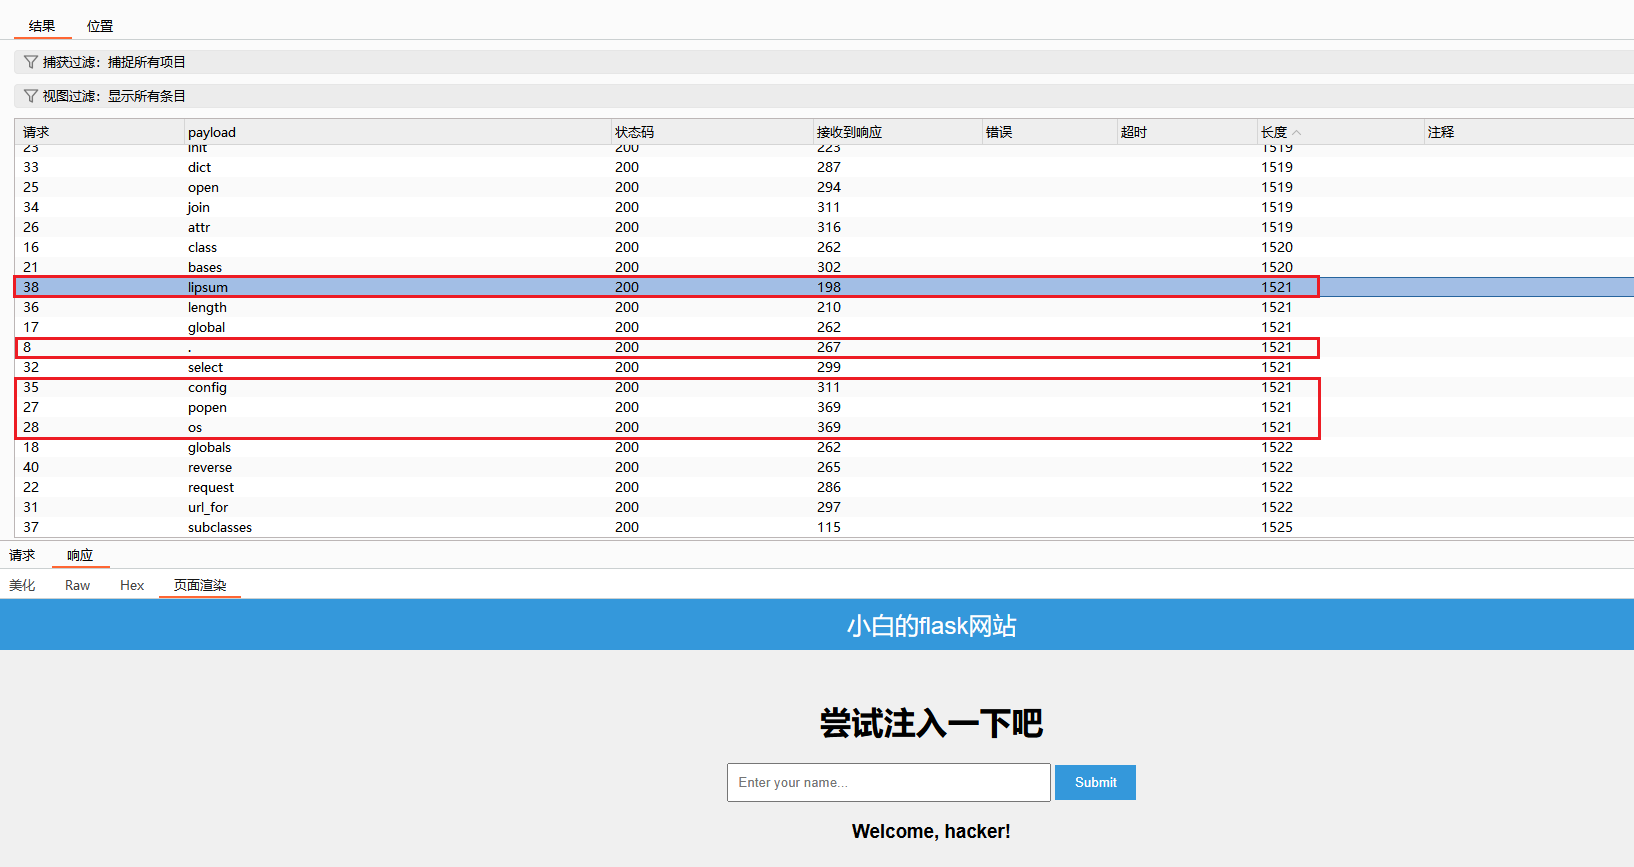 结果 位置
捕获过滤：捕捉所有项目
视图过滤：显示所有条目
请求 payload 状态码 接收到响应 错误 超时 长度 注释
23 init 200 223 1519
33 dict 200 287 1519
25 open 200 294 1519
34 join 200 311 1519
26 attr 200 316 1519
16 class 200 262 1520
21 bases 200 302 1520
38 lipsum 200 198 1521
36 length 200 210 1521
17 global 200 262 1521
8 . 200 267 1521
32 select 200 299 1521
35 config 200 311 1521
27 popen 200 369 1521
28 os 200 369 1521
18 globals 200 262 1522
40 reverse 200 265 1522
22 request 200 286 1522
31 url_for 200 297 1522
37 subclasses 200 115 1525
请求 响应
美化 Raw Hex 页面渲染
小白的flask网站
尝试注入一下吧
Enter your name... Submit
Welcome, hacker!